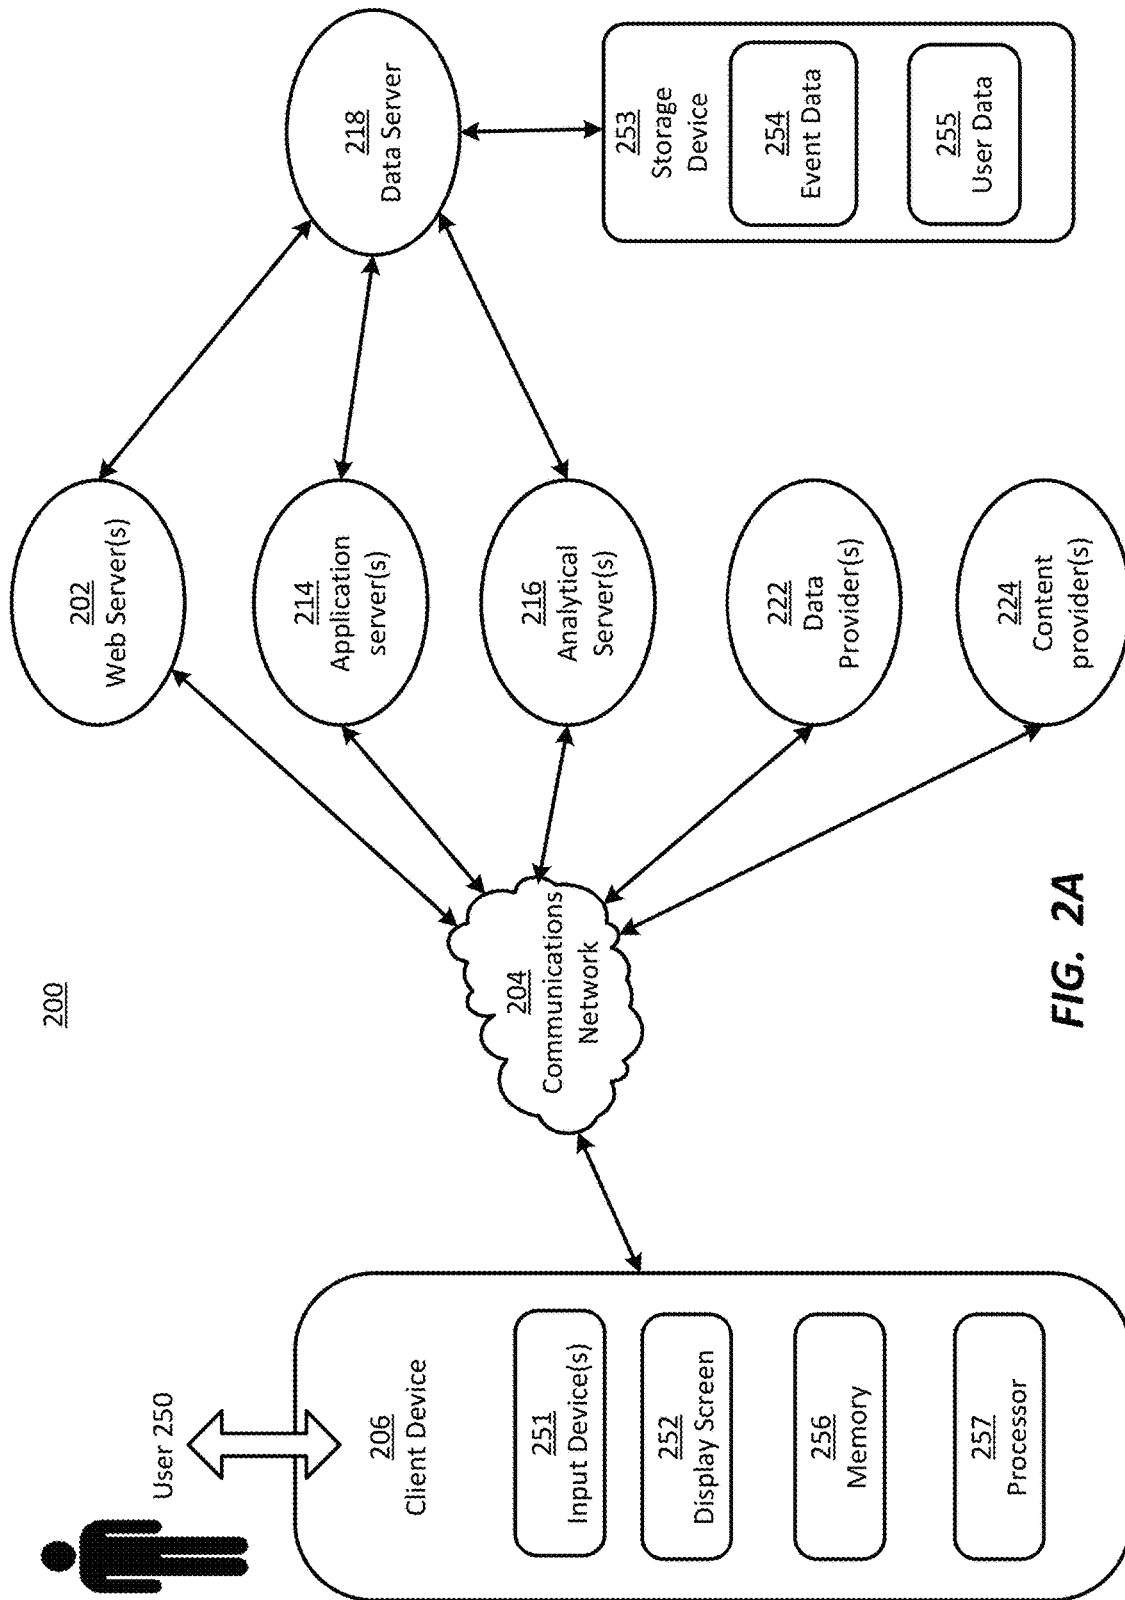 200
User 250
206
Client Device
251
Input Device(s)
252
Display Screen
256
Memory
257
Processor
204
Communications
Network
202
Web Server(s)
214
Application
server(s)
216
Analytical
Server(s)
222
Data
Provider(s)
224
Content
provider(s)
218
Data Server
253
Storage
Device
254
Event Data
255
User Data
FIG. 2A